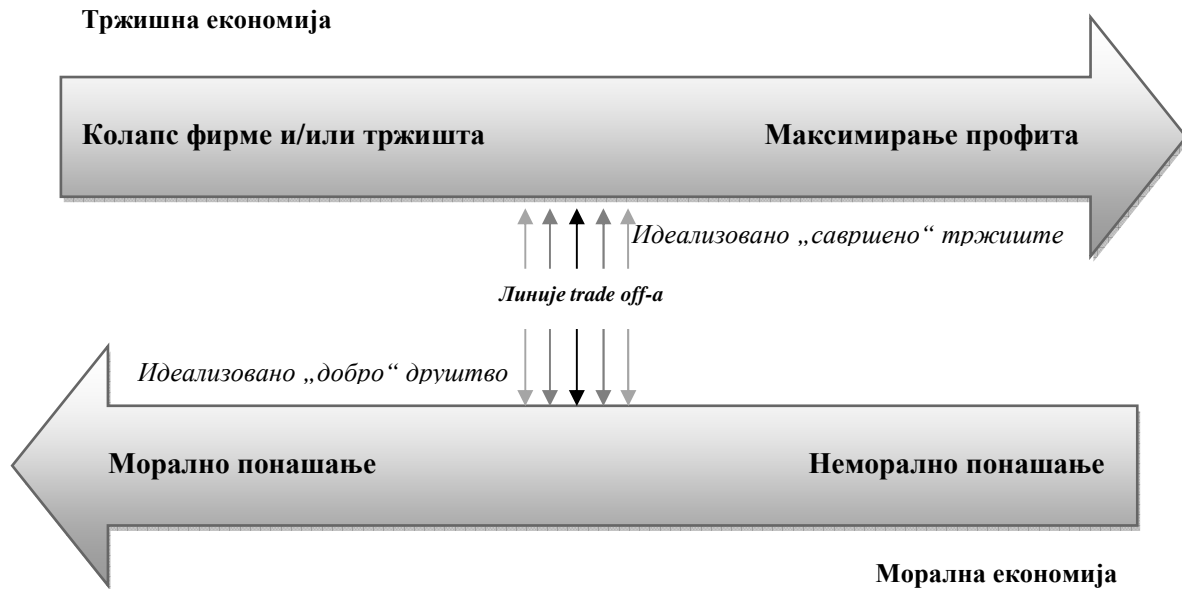 Тржишна економија
Колапс фирме и/или тржишта
Максимирање профита
Идеализовано „савршено“ тржиште
Линије trade off-а
Идеализовано „добро“ друштво
Морално понашање
Неморално понашање
Морална економија